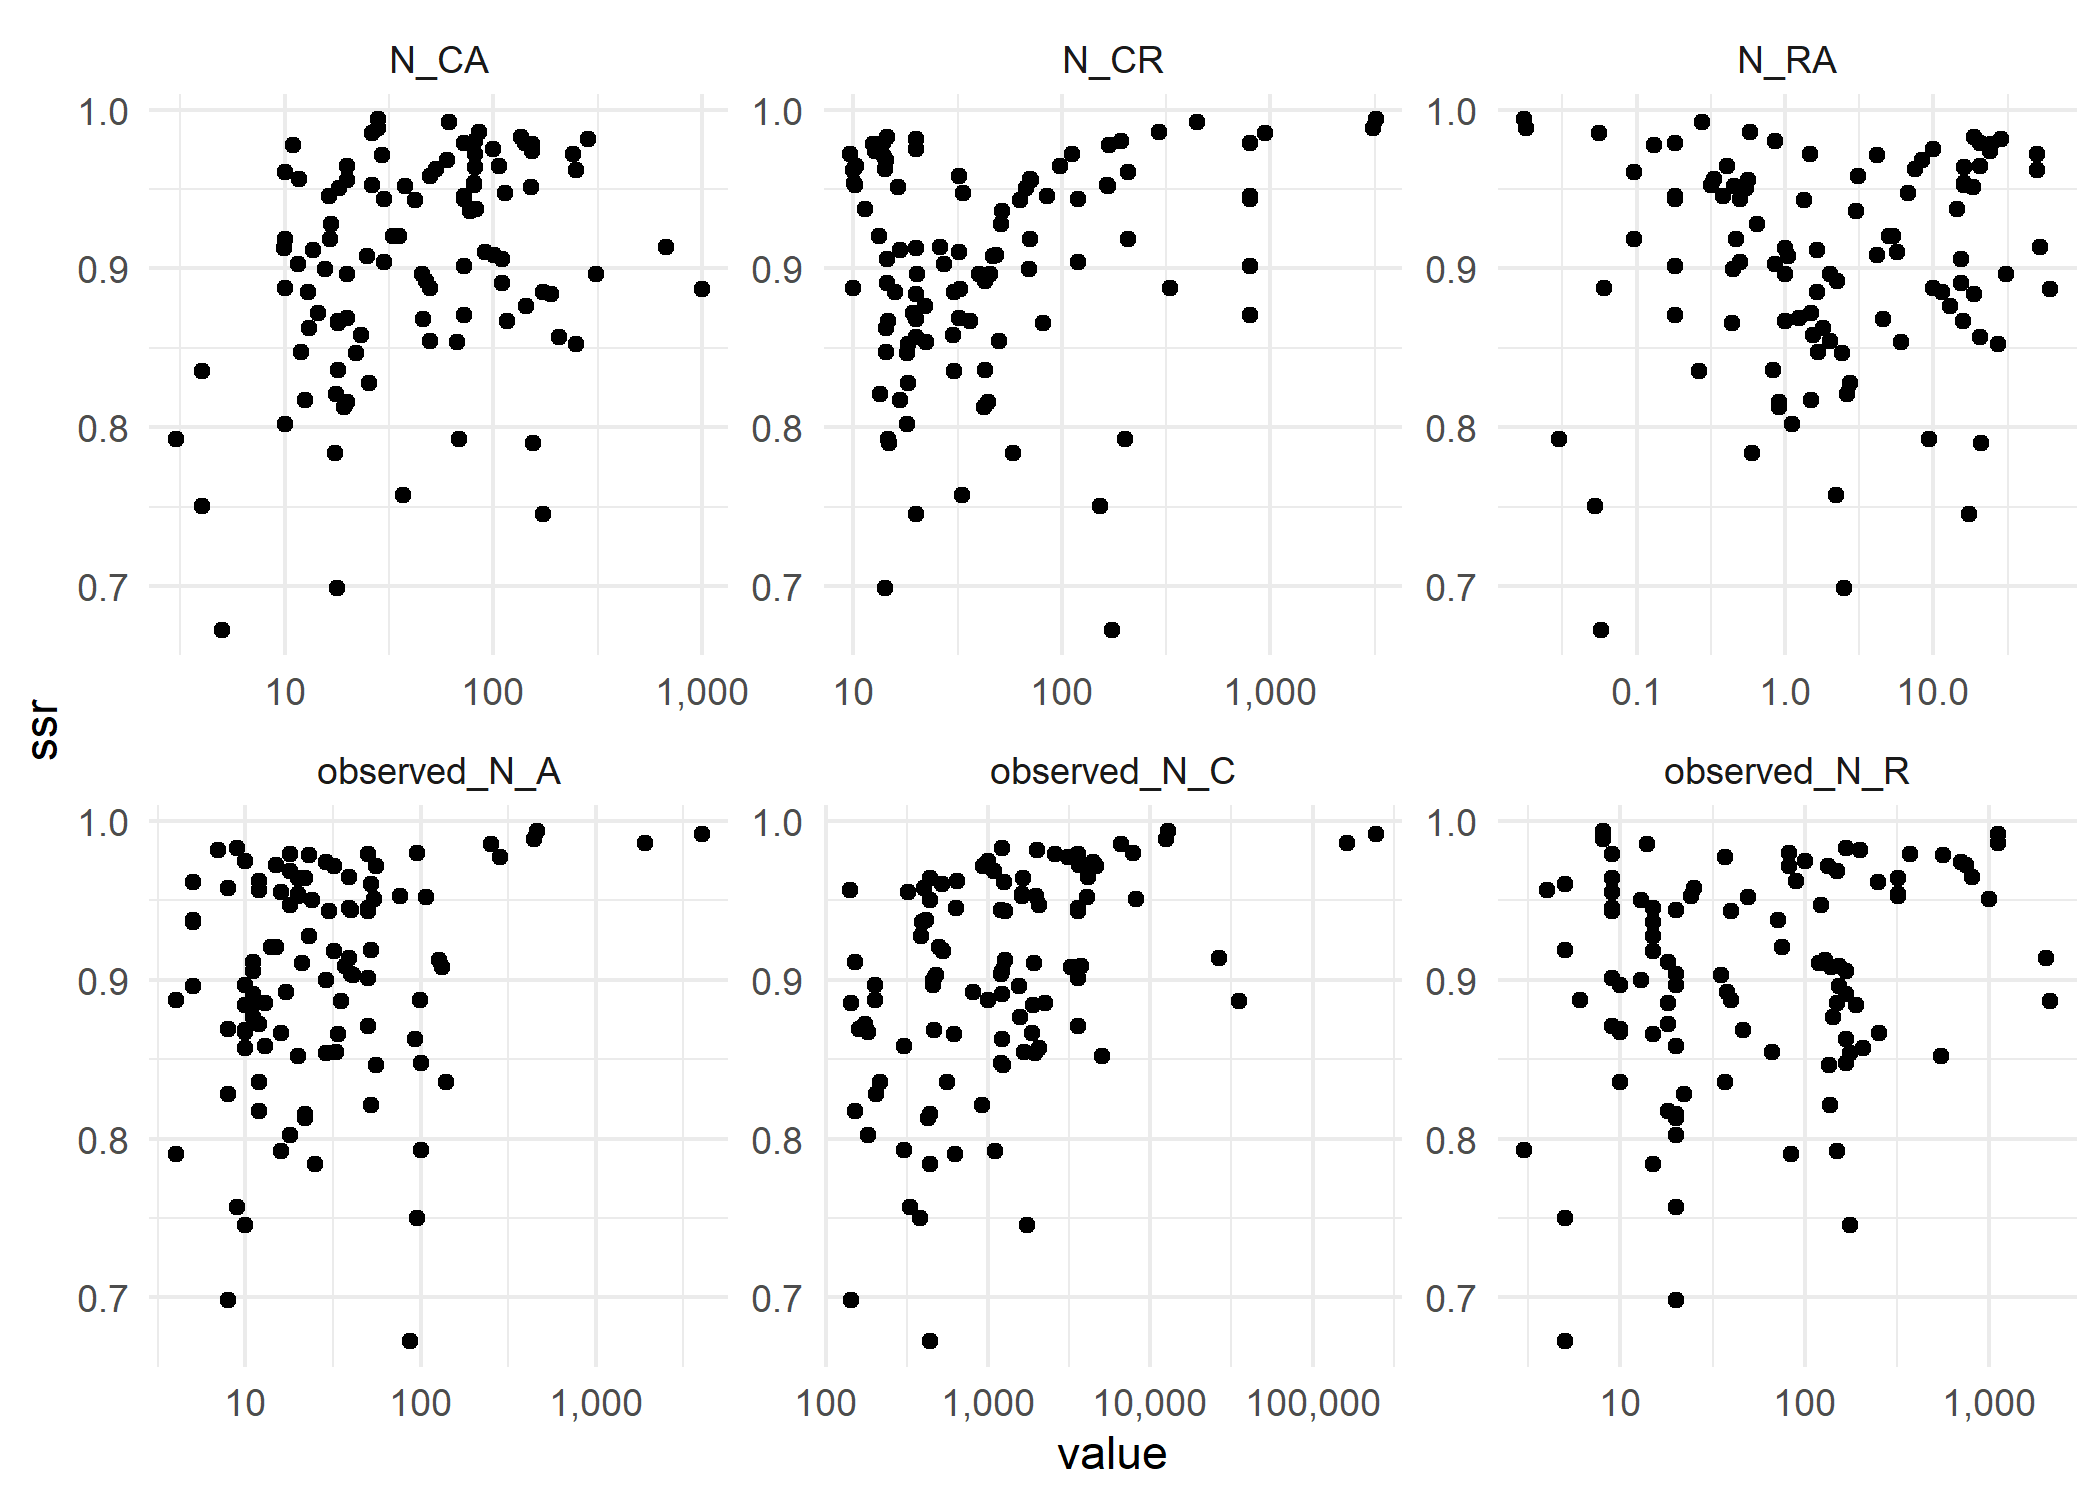 N_CA N_CR N_RA
1.0 1.0 1.0
0.9 0.9 0.9
0.8 0.8 0.8
0.7 0.7 0.7
10 100 1,000 10 100 1,000 0.1 1.0 10.0
ssr
observed_N_A observed_N_C observed_N_R
1.0 1.0 1.0
0.9 0.9 0.9
0.8 0.8 0.8
0.7 0.7 0.7
10 100 1,000 100 1,000 10,000 100,000 10 100 1,000
value